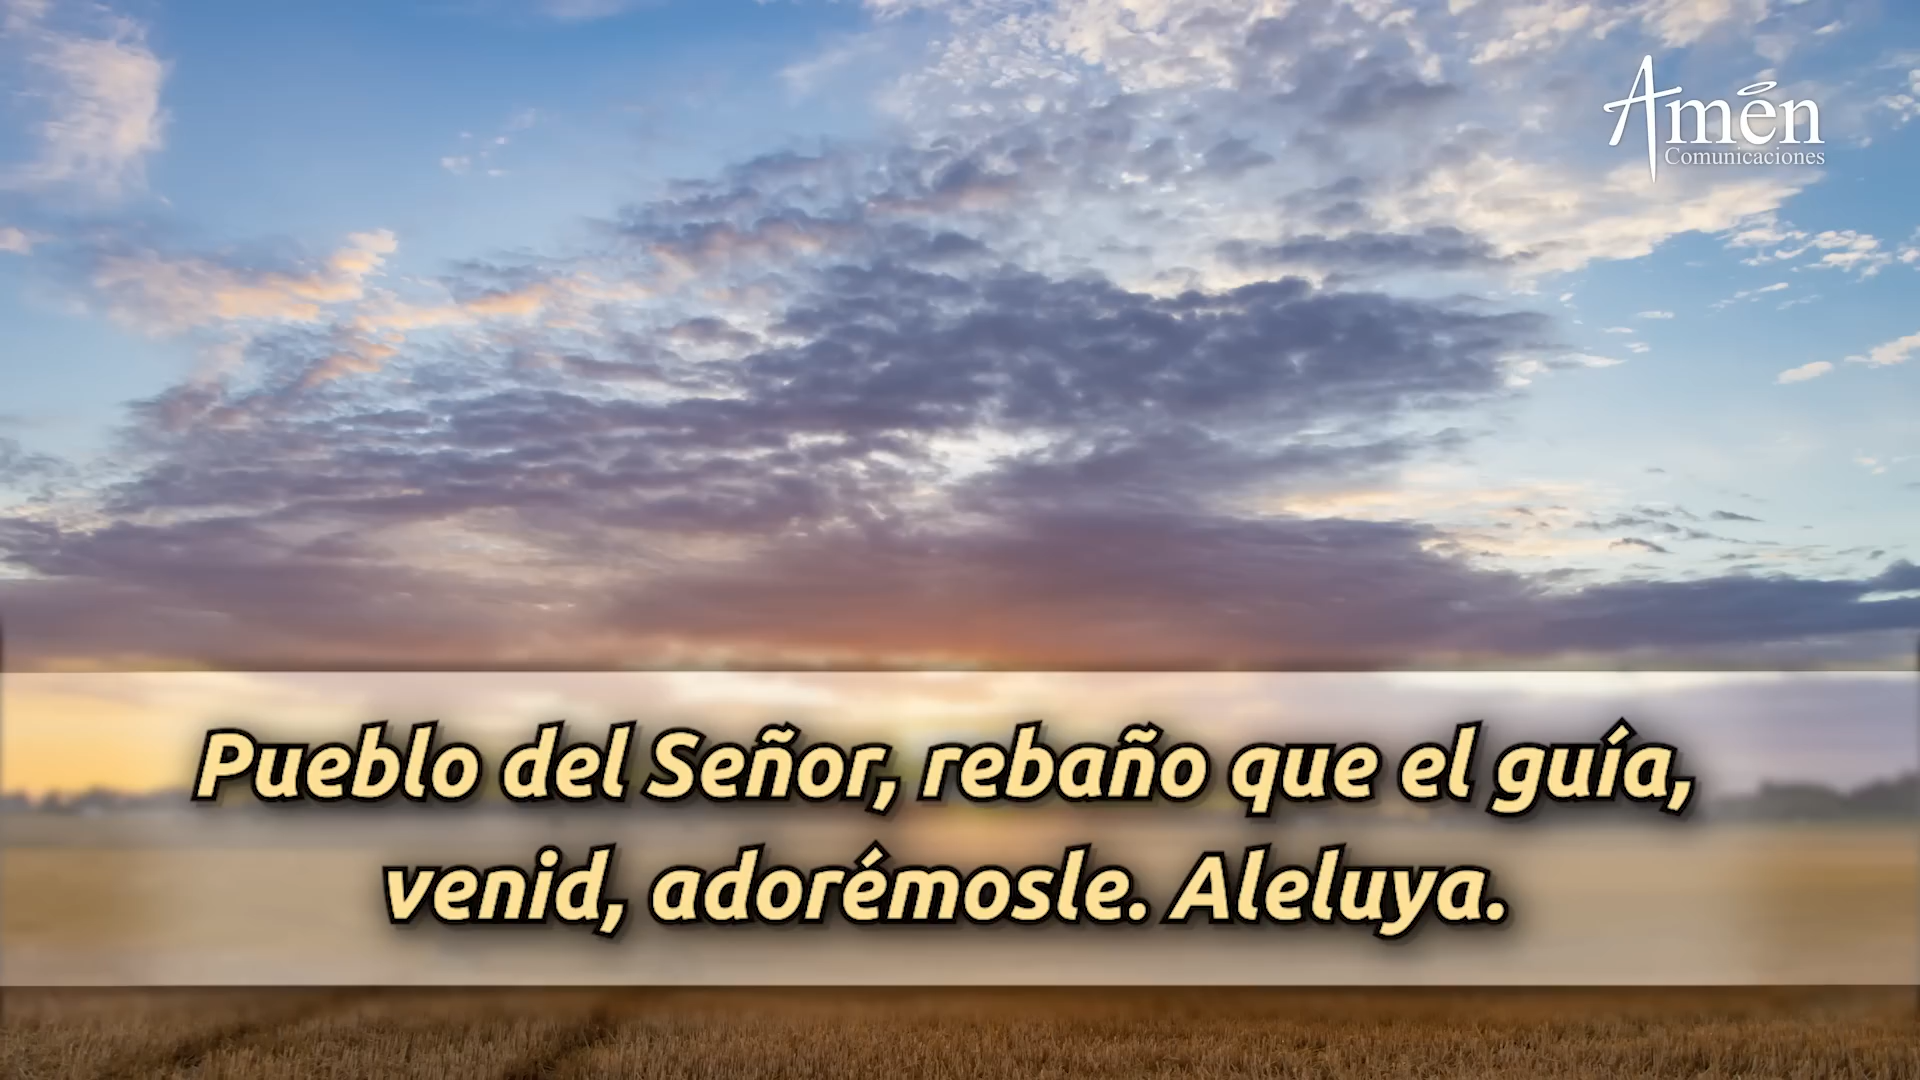 Amén
Comunicaciones
Pueblo del Señor, rebaño que el guía,
venid, adorémosle. Aleluya.